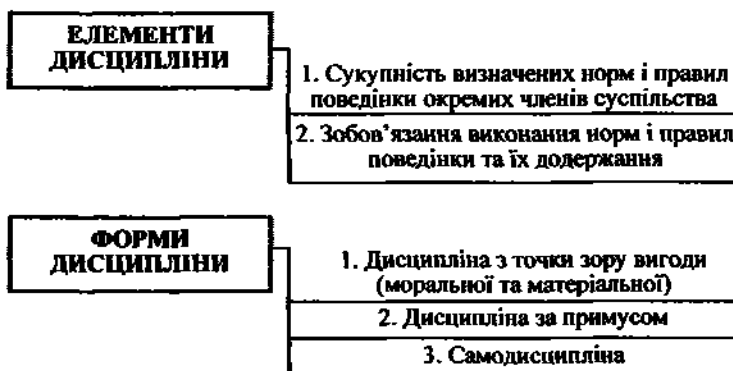 ЕЛЕМЕНТИ
ДИСЦИПЛІНИ
1. Сукупність визначених норм і правил
поведінки окремих членів суспільства
2. Зобов’язання виконання норм і правил
поведінки та їх додержання
ФОРМИ
ДИСЦИПЛІНИ
1. Дисципліна з точки зору вигоди
(моральної та матеріальної)
2. Дисципліна за примусом
3. Самодисципліна